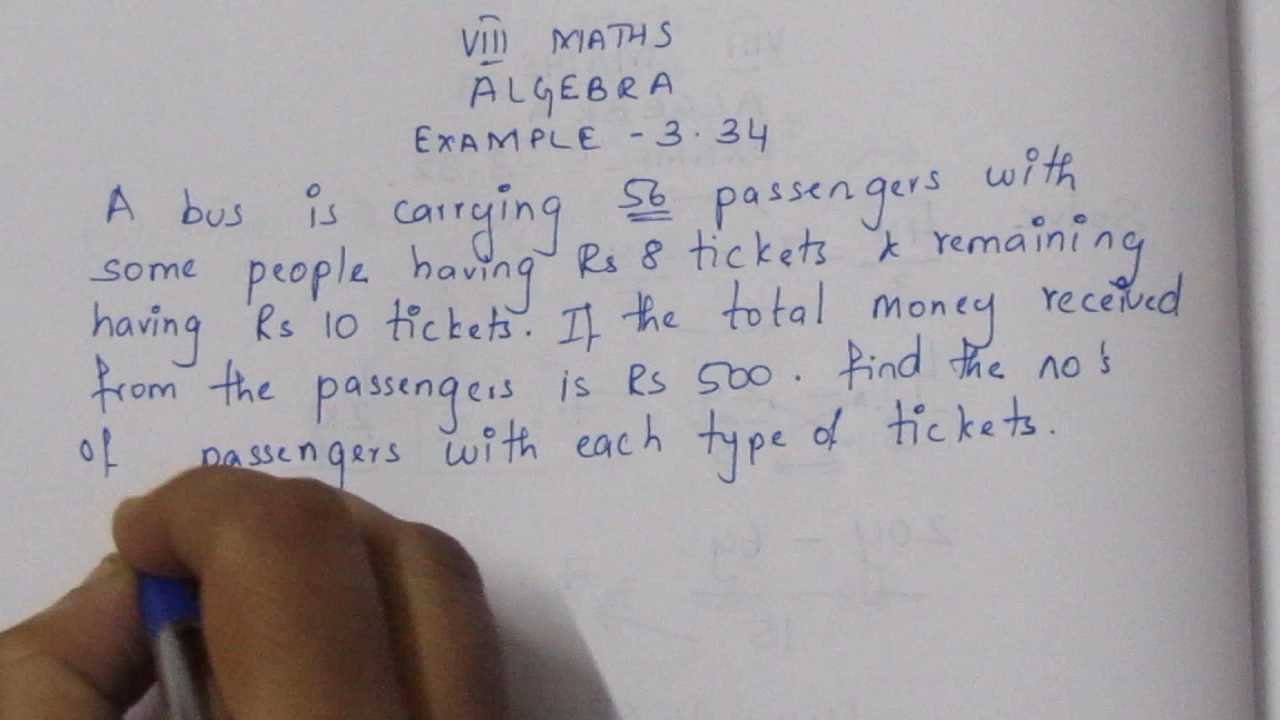 VIII MATHS
ALGEBRA
EXAMPLE - 3.34
A bus is carrying 56 passengers with
some people having Rs 8 tickets & remaining
having Rs 10 tickets. If the total money received
from the passengers is Rs 500. find the no's
of passengers with each type of tickets.